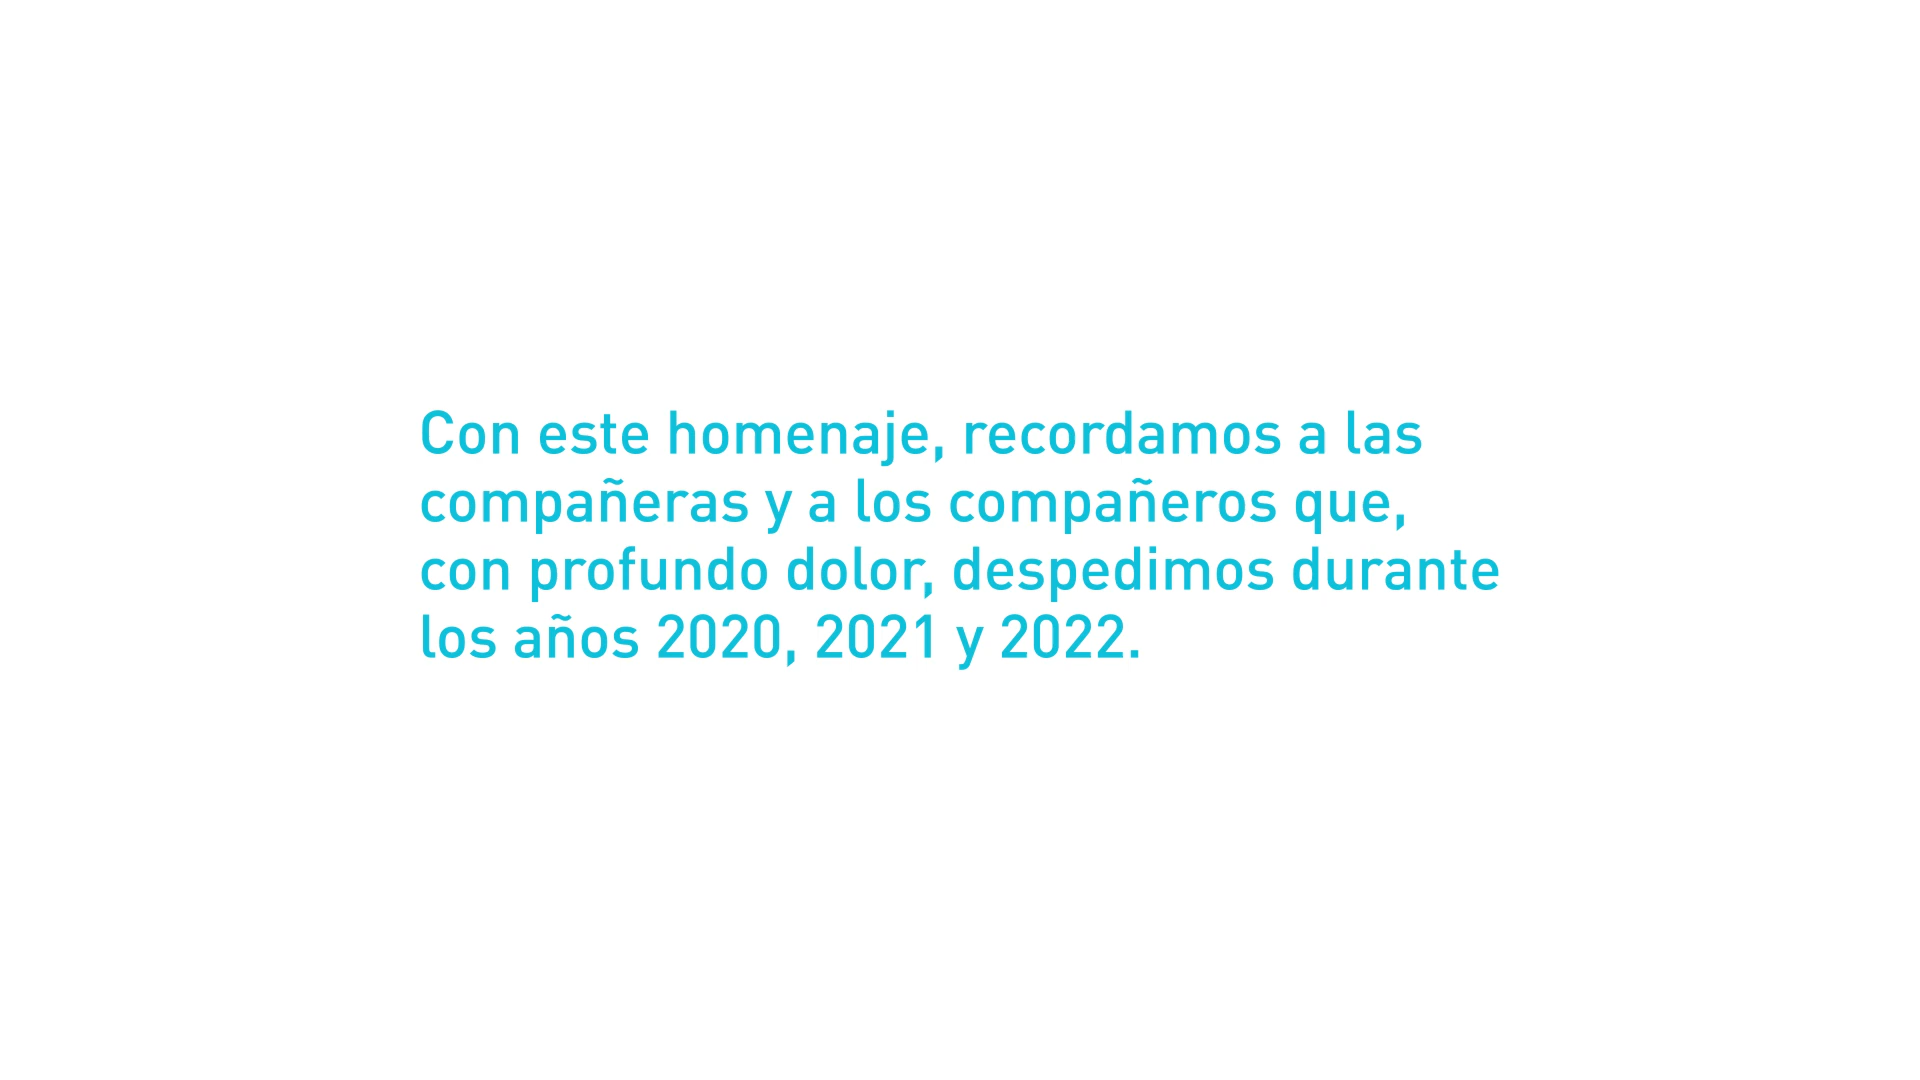 Con este homenaje, recordamos a las
compañeras y a los compañeros que,
con profundo dolor, despedimos durante
los años 2020, 2021 y 2022.